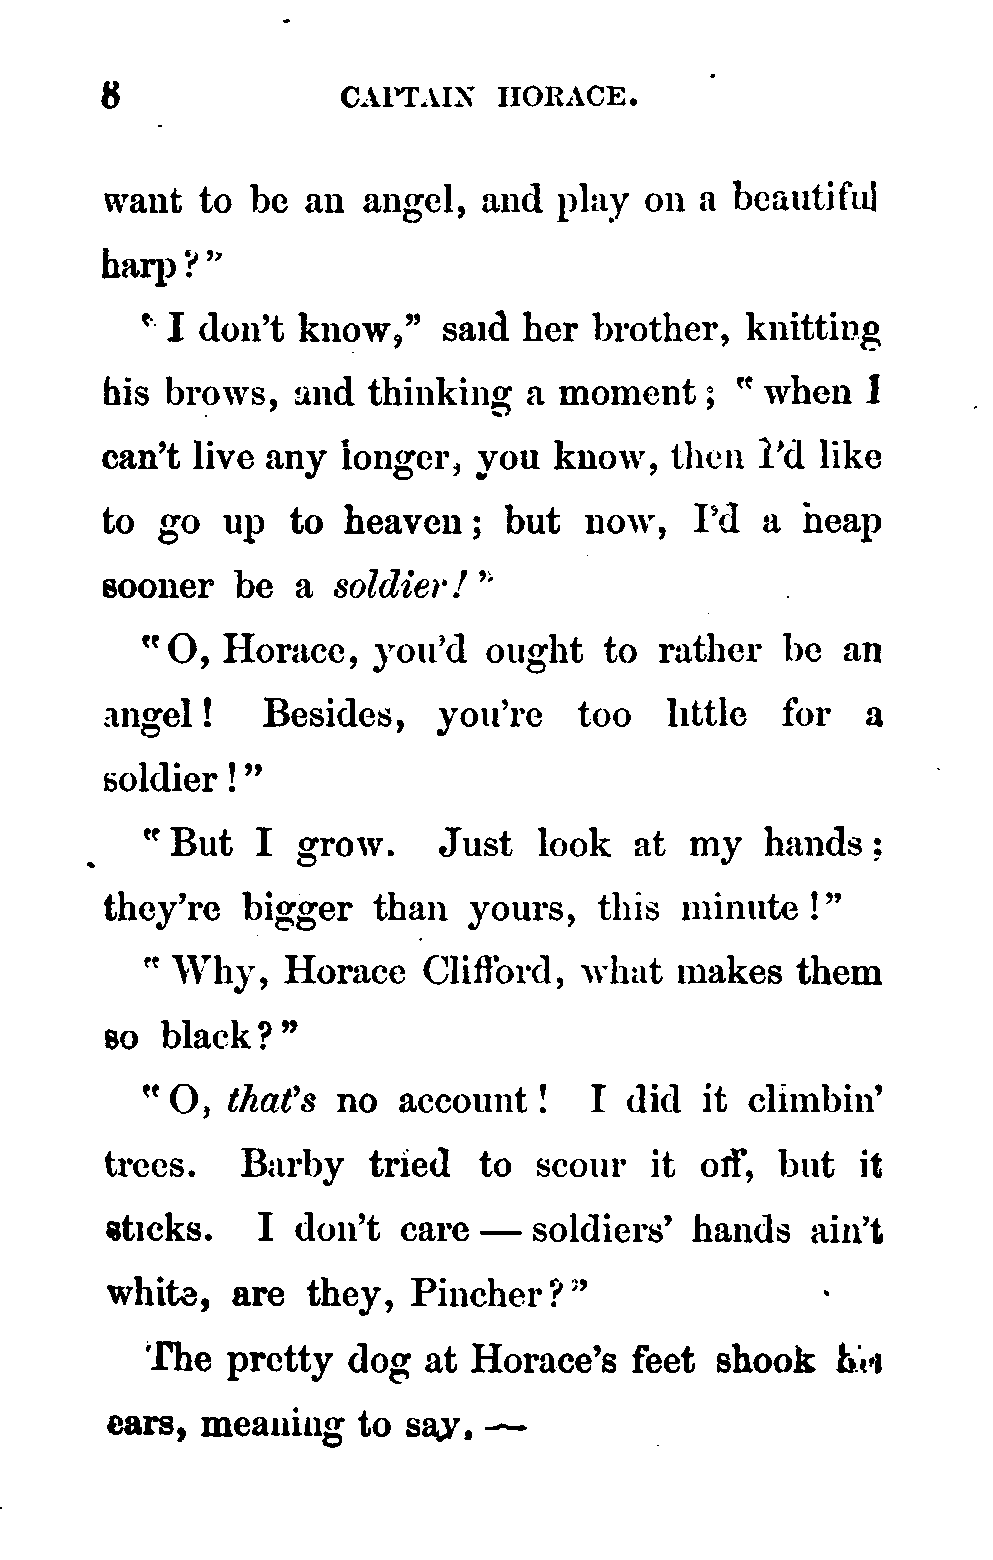 8 CAPTAIN HORACE.
want to be an angel, and play on a beautiful
harp?"
"I don't know," said her brother, knitting
his brows, and thinking a moment; "when I
can't live any longer, you know, then I'd like
to go up to heaven; but now, I'd a heap
sooner be a soldier!"
"O, Horace, you'd ought to rather be an
angel! Besides, you're too little for a
soldier!"
"But I grow. Just look at my hands;
they're bigger than yours, this minute!"
"Why, Horace Clifford, what makes them
so black?"
"O, that's no account! I did it climbin'
trees. Barby tried to scour it off, but it
sticks. I don't care — soldiers' hands ain't
white, are they, Pincher?"
The pretty dog at Horace's feet shook his
ears, meaning to say, —